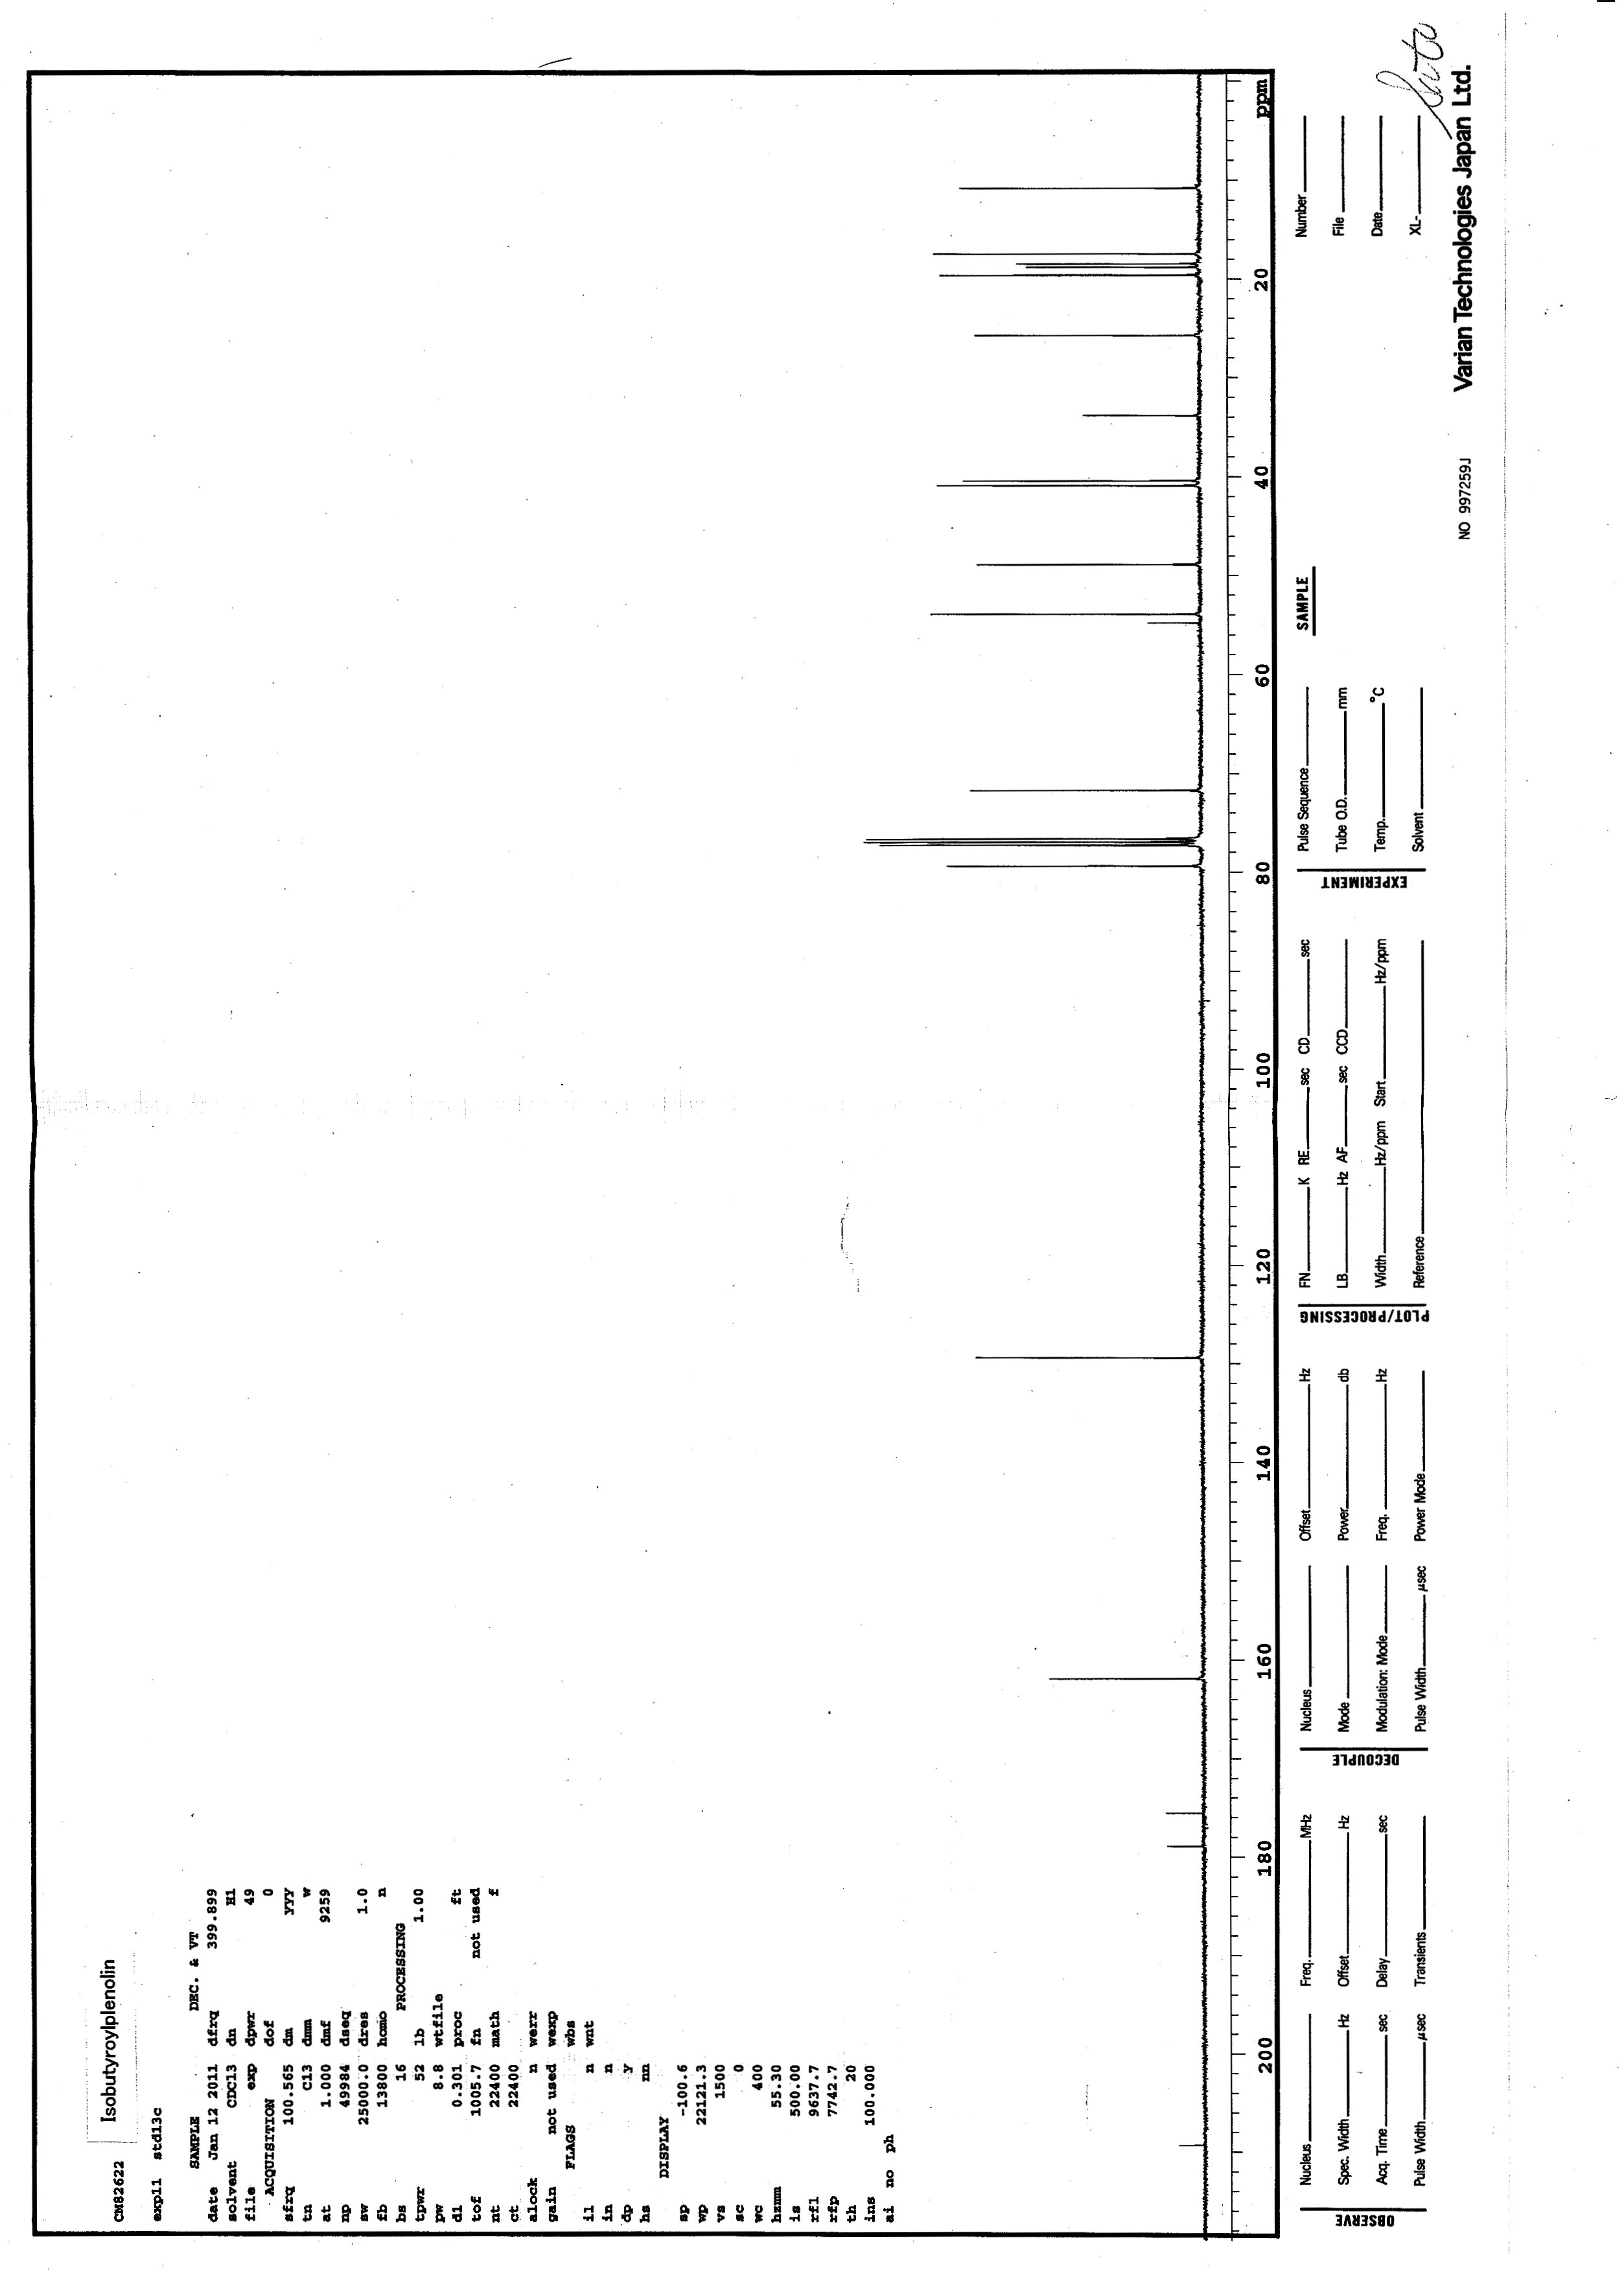 CM82622 Isobutyroylplenolin
exp11 std13c
SAMPLE DEC. & VT
date Jan 12 2011 dfrq 399.899
solvent CDCl3 dn H1
file exp dpwr 49
ACQUISITION dof 0
sfrq 100.565 dm yyy
tn C13 dmm w
at 1.000 dmf 9259
np 49984 dseq
sw 25000.0 dres 1.0
fb 13800 homo n
bs 16 PROCESSING
tpwr 52 lb 1.00
pw 8.8 wtfile
d1 0.301 proc ft
tof 1005.7 fn not used
nt 22400 math f
ct 22400
alock n werr
gain not used wexp
FLAGS wbs
il n wnt
in n
dp y
hs nn
DISPLAY
sp -100.6
wp 22121.3
vs 1500
sc 0
wc 400
hzmm 55.30
is 500.00
rfl 9637.7
rfp 7742.7
th 20
ins 100.000
ai no ph
200 180 160 140 120 100 80 60 40 20 ppm
OBSERVE
Nucleus Freq. MHz
Spec. Width Hz Offset Hz
Acq. Time sec Delay sec
Pulse Width µsec Transients
DECOUPLE
Nucleus Offset Hz
Mode Power db
Modulation: Mode Freq. Hz
Pulse Width µsec Power Mode
PLOT/PROCESSING
FN K RE sec CD sec
LB Hz AF sec CCD
Width Hz/ppm Start Hz/ppm
Reference
EXPERIMENT
Pulse Sequence
Tube O.D. mm
Temp. °C
Solvent
SAMPLE
Number
File
Date
XL-
NO 997259J Varian Technologies Japan Ltd.